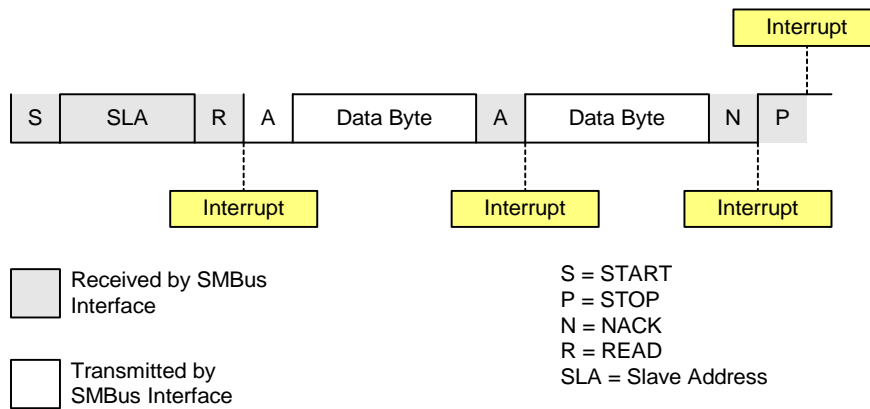 Interrupt
S SLA R A Data Byte A Data Byte N P
Interrupt Interrupt Interrupt
Received by SMBus
Interface
Transmitted by
SMBus Interface
S = START
P = STOP
N = NACK
R = READ
SLA = Slave Address